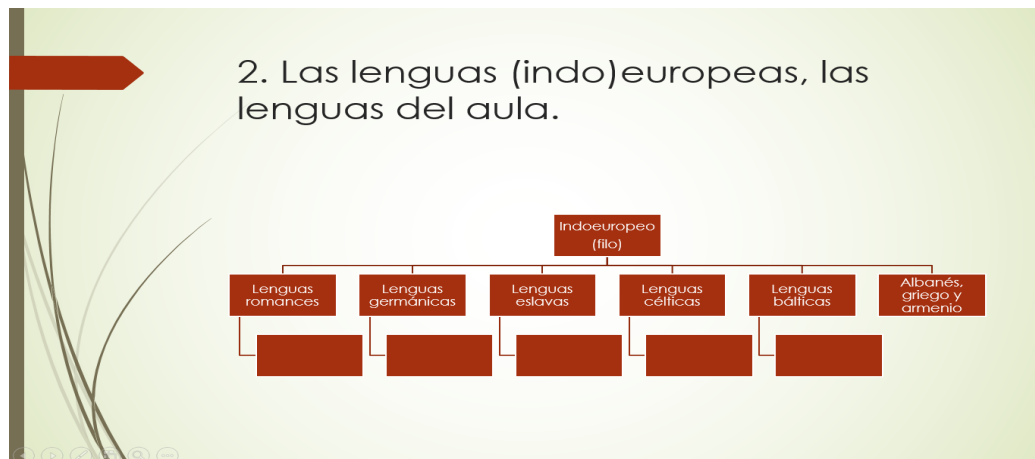 2. Las lenguas (indo)europeas, las
lenguas del aula.
Indoeuropeo
(filo)
Lenguas
romances
Lenguas
germánicas
Lenguas
eslavas
Lenguas
célticas
Lenguas
bálticas
Albanés,
griego y
armenio